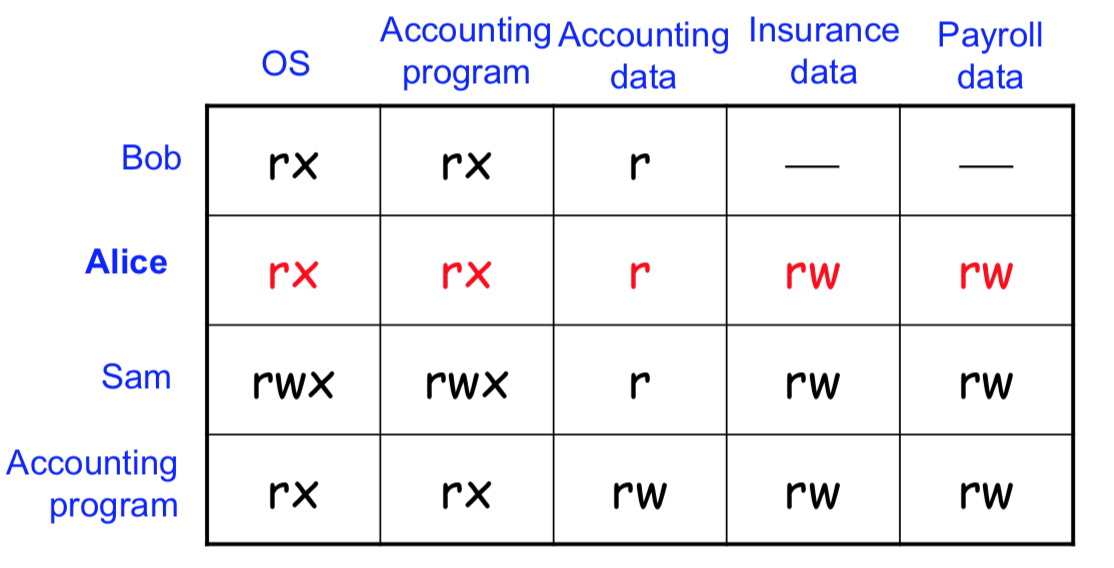 OS
Accounting program
Accounting data
Insurance data
Payroll data
Bob rx rx r — —
Alice rx rx r rw rw
Sam rwx rwx r rw rw
Accounting program rx rx rw rw rw